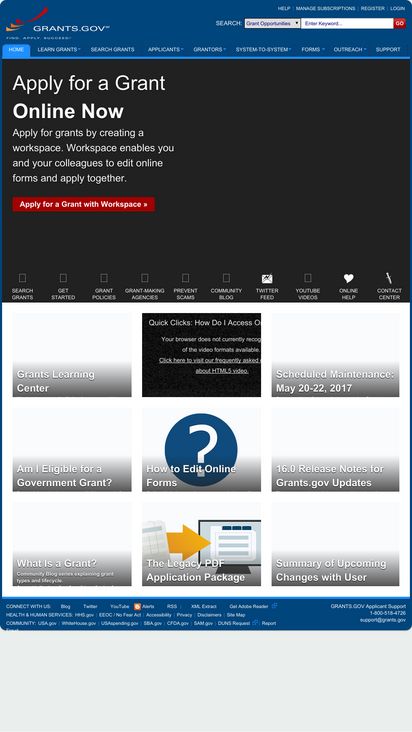 HELP | MANAGE SUBSCRIPTIONS | REGISTER | LOGIN
GRANTS.GOV℠
FIND. APPLY. SUCCEED.℠
SEARCH: Grant Opportunities Enter Keyword... GO
HOME LEARN GRANTS SEARCH GRANTS APPLICANTS GRANTORS SYSTEM-TO-SYSTEM FORMS OUTREACH SUPPORT
Apply for a Grant
Online Now
Apply for grants by creating a
workspace. Workspace enables you
and your colleagues to edit online
forms and apply together.
Apply for a Grant with Workspace »
SEARCH GET GRANT GRANT-MAKING PREVENT COMMUNITY TWITTER YOUTUBE ONLINE CONTACT
GRANTS STARTED POLICIES AGENCIES SCAMS BLOG FEED VIDEOS HELP CENTER
Quick Clicks: How Do I Access O
Your browser does not currently recog
of the video formats available.
Click here to visit our frequently asked
about HTML5 video.
Grants Learning
Center
Scheduled Maintenance:
May 20-22, 2017
Am I Eligible for a
Government Grant?
?
How to Edit Online
Forms
16.0 Release Notes for
Grants.gov Updates
What Is a Grant?
Community Blog series explaining grant
types and lifecycle.
The Legacy PDF
Application Package
Summary of Upcoming
Changes with User
CONNECT WITH US: Blog Twitter YouTube Alerts RSS | XML Extract Get Adobe Reader
HEALTH & HUMAN SERVICES: HHS.gov | EEOC / No Fear Act | Accessibility | Privacy | Disclaimers | Site Map
COMMUNITY: USA.gov | WhiteHouse.gov | USAspending.gov | SBA.gov | CFDA.gov | SAM.gov | DUNS Request | Report
GRANTS.GOV Applicant Support
1-800-518-4726
support@grants.gov